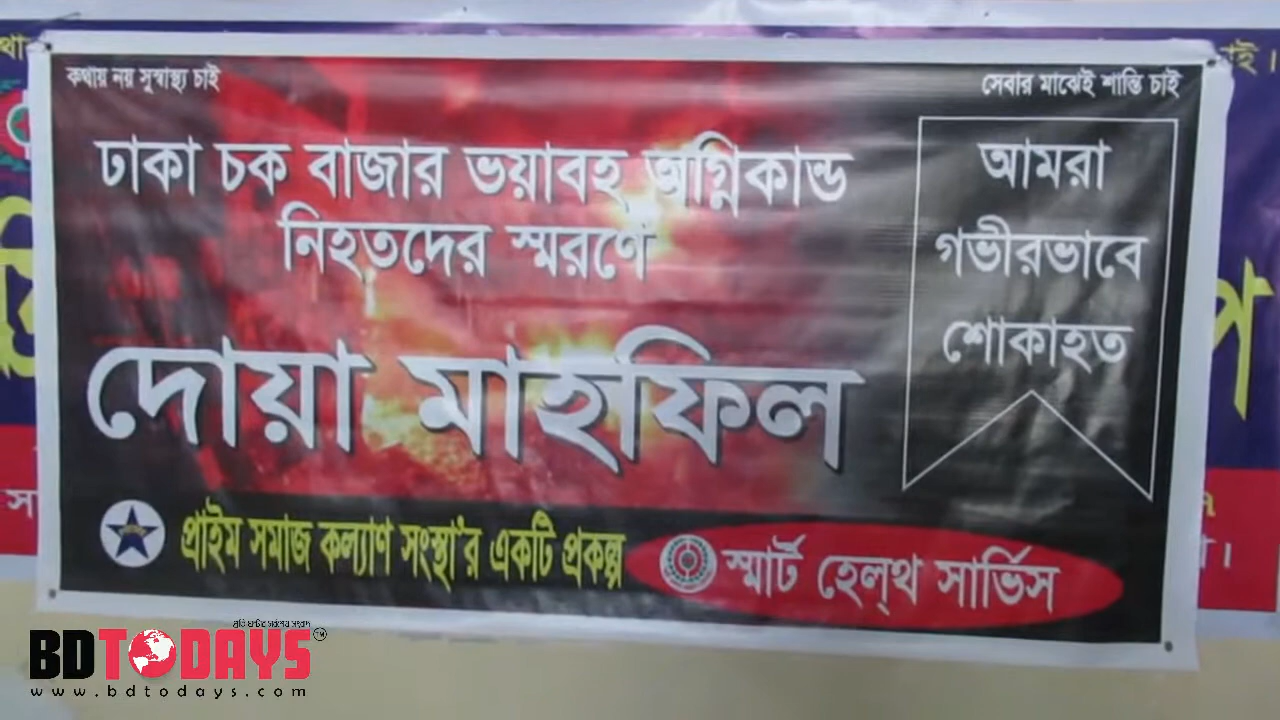 কথায় নয় সুস্বাস্থ্য চাই
সেবার মাঝেই শান্তি চাই
ঢাকা চক বাজার ভয়াবহ অগ্নিকান্ড
নিহতদের স্মরণে
দোয়া মাহফিল
আমরা
গভীরভাবে
শোকাহত
প্রাইম সমাজ কল্যাণ সংস্থা'র একটি প্রকল্প
স্মার্ট হেল্থ সার্ভিস
BDTODAYS™
www.bdtodays.com